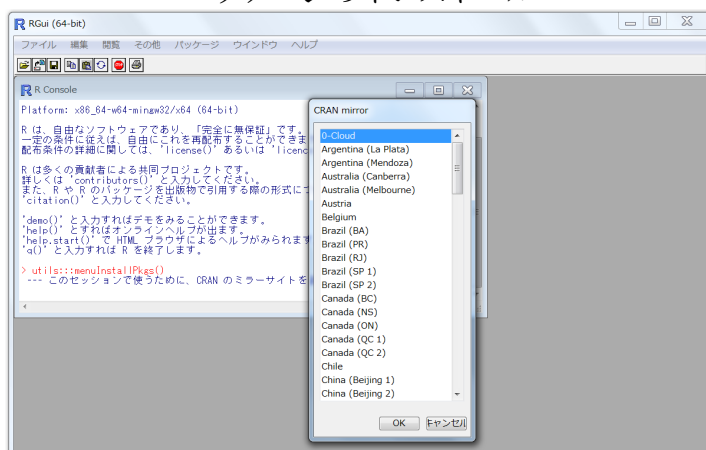 RGui (64-bit)
ファイル 編集 閲覧 その他 パッケージ ウインドウ ヘルプ
STOP
R Console
Platform: x86_64-w64-mingw32/x64 (64-bit)
R は、自由なソフトウェアであり、「完全に無保証」です。
一定の条件に従えば、自由にこれを再配布することができま
配布条件の詳細に関しては、'license()' あるいは 'licenc
R は多くの貢献者による共同プロジェクトです。
詳しくは 'contributors()' と入力してください。
また、R や R のパッケージを出版物で引用する際の形式につ
'citation()' と入力してください。
'demo()' と入力すればデモをみることができます。
'help()' とすればオンラインヘルプが出ます。
'help.start()' で HTML ブラウザによるヘルプがみられます
'q()' と入力すれば R を終了します。
> utils:::menuInstallPkgs()
--- このセッションで使うために、CRAN のミラーサイトを
CRAN mirror
0-Cloud
Argentina (La Plata)
Argentina (Mendoza)
Australia (Canberra)
Australia (Melbourne)
Austria
Belgium
Brazil (BA)
Brazil (PR)
Brazil (RJ)
Brazil (SP 1)
Brazil (SP 2)
Canada (BC)
Canada (NS)
Canada (ON)
Canada (QC 1)
Canada (QC 2)
Chile
China (Beijing 1)
China (Beijing 2)
OK キャンセル